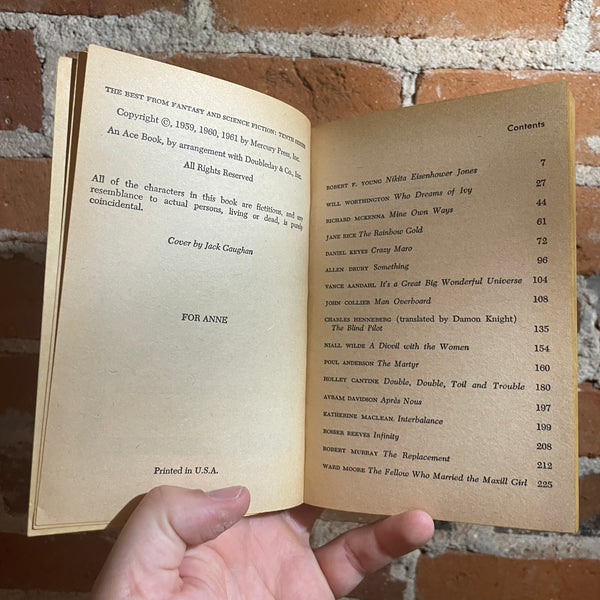 THE BEST FROM FANTASY AND SCIENCE FICTION: TENTH SERIES
Copyright ©, 1959, 1960, 1961 by Mercury Press, Inc.
An Ace Book, by arrangement with Doubleday & Co., Inc.
All Rights Reserved
All of the characters in this book are fictitious, and any
resemblance to actual persons, living or dead, is purely
coincidental.
Cover by Jack Gaughan
FOR ANNE
Printed in U.S.A.
Contents
ROBERT F. YOUNG Nikita Eisenhower Jones 7
WILL WORTHINGTON Who Dreams of Ivy 27
RICHARD MCKENNA Mine Own Ways 44
JANE RICE The Rainbow Gold 61
DANIEL KEYES Crazy Maro 72
ALLEN DRURY Something 96
VANCE AANDAHL It's a Great Big Wonderful Universe 104
JOHN COLLIER Man Overboard 108
CHARLES HENNEBERG (translated by Damon Knight)
The Blind Pilot 135
NIALL WILDE A Divvil with the Women 154
POUL ANDERSON The Martyr 160
HOLLEY CANTINE Double, Double, Toil and Trouble 180
AVRAM DAVIDSON Après Nous 197
KATHERINE MACLEAN Interbalance 199
ROSSER REEVES Infinity 208
ROBERT MURRAY The Replacement 212
WARD MOORE The Fellow Who Married the Maxill Girl 225